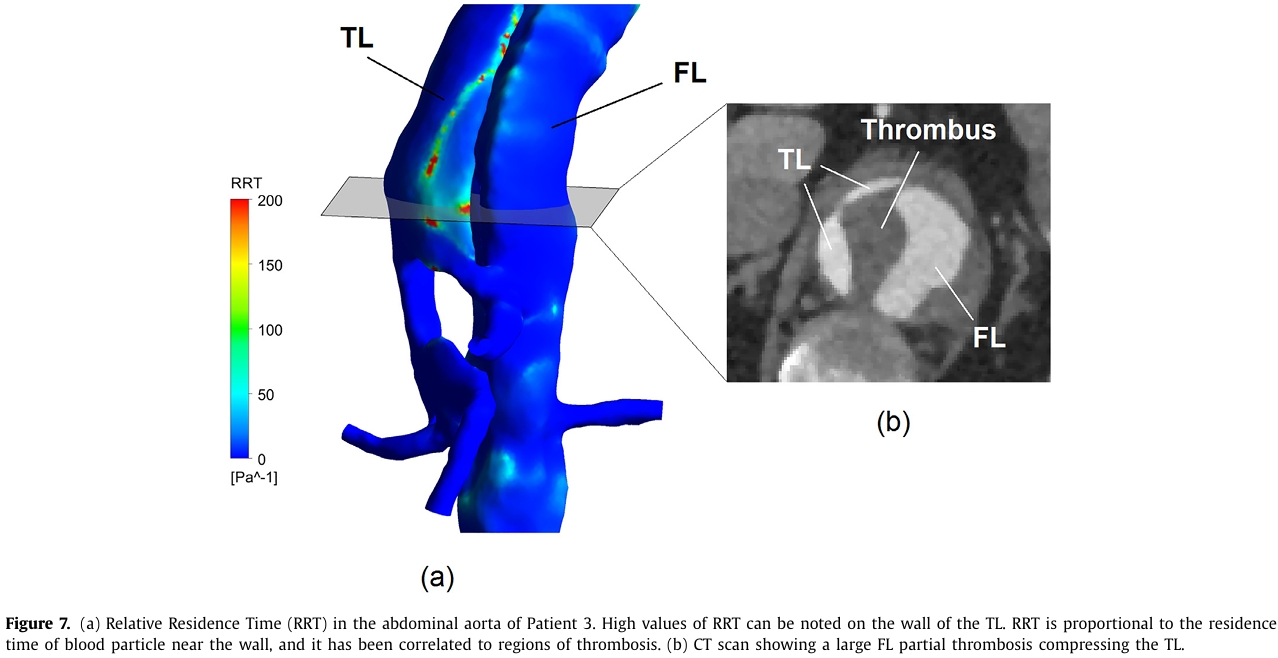 TL
FL
RRT
200
150
100
50
0
[Pa^-1]
Thrombus
TL
FL
(a)
(b)
Figure 7. (a) Relative Residence Time (RRT) in the abdominal aorta of Patient 3. High values of RRT can be noted on the wall of the TL. RRT is proportional to the residence
time of blood particle near the wall, and it has been correlated to regions of thrombosis. (b) CT scan showing a large FL partial thrombosis compressing the TL.